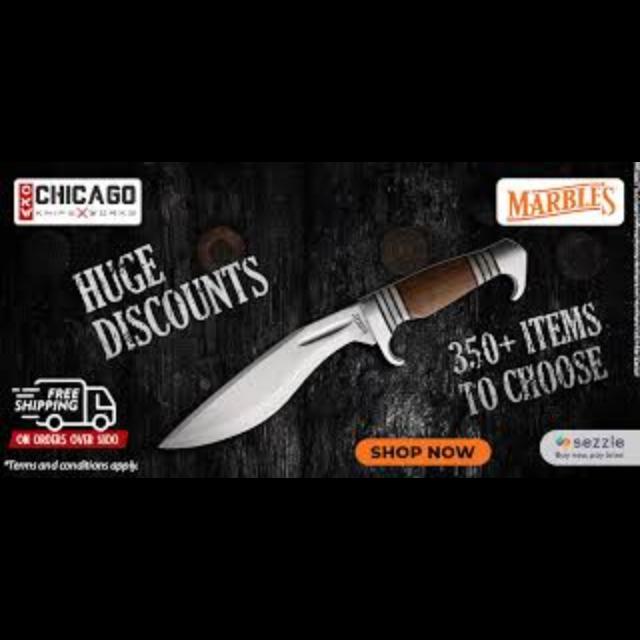 CKW CHICAGO
KNIFE WORKS
MARBLE'S
HUGE
DISCOUNTS
350+ ITEMS
TO CHOOSE
FREE
SHIPPING
ON ORDERS OVER $100
*Terms and conditions apply.
SHOP NOW
sezzle
Buy now, pay later